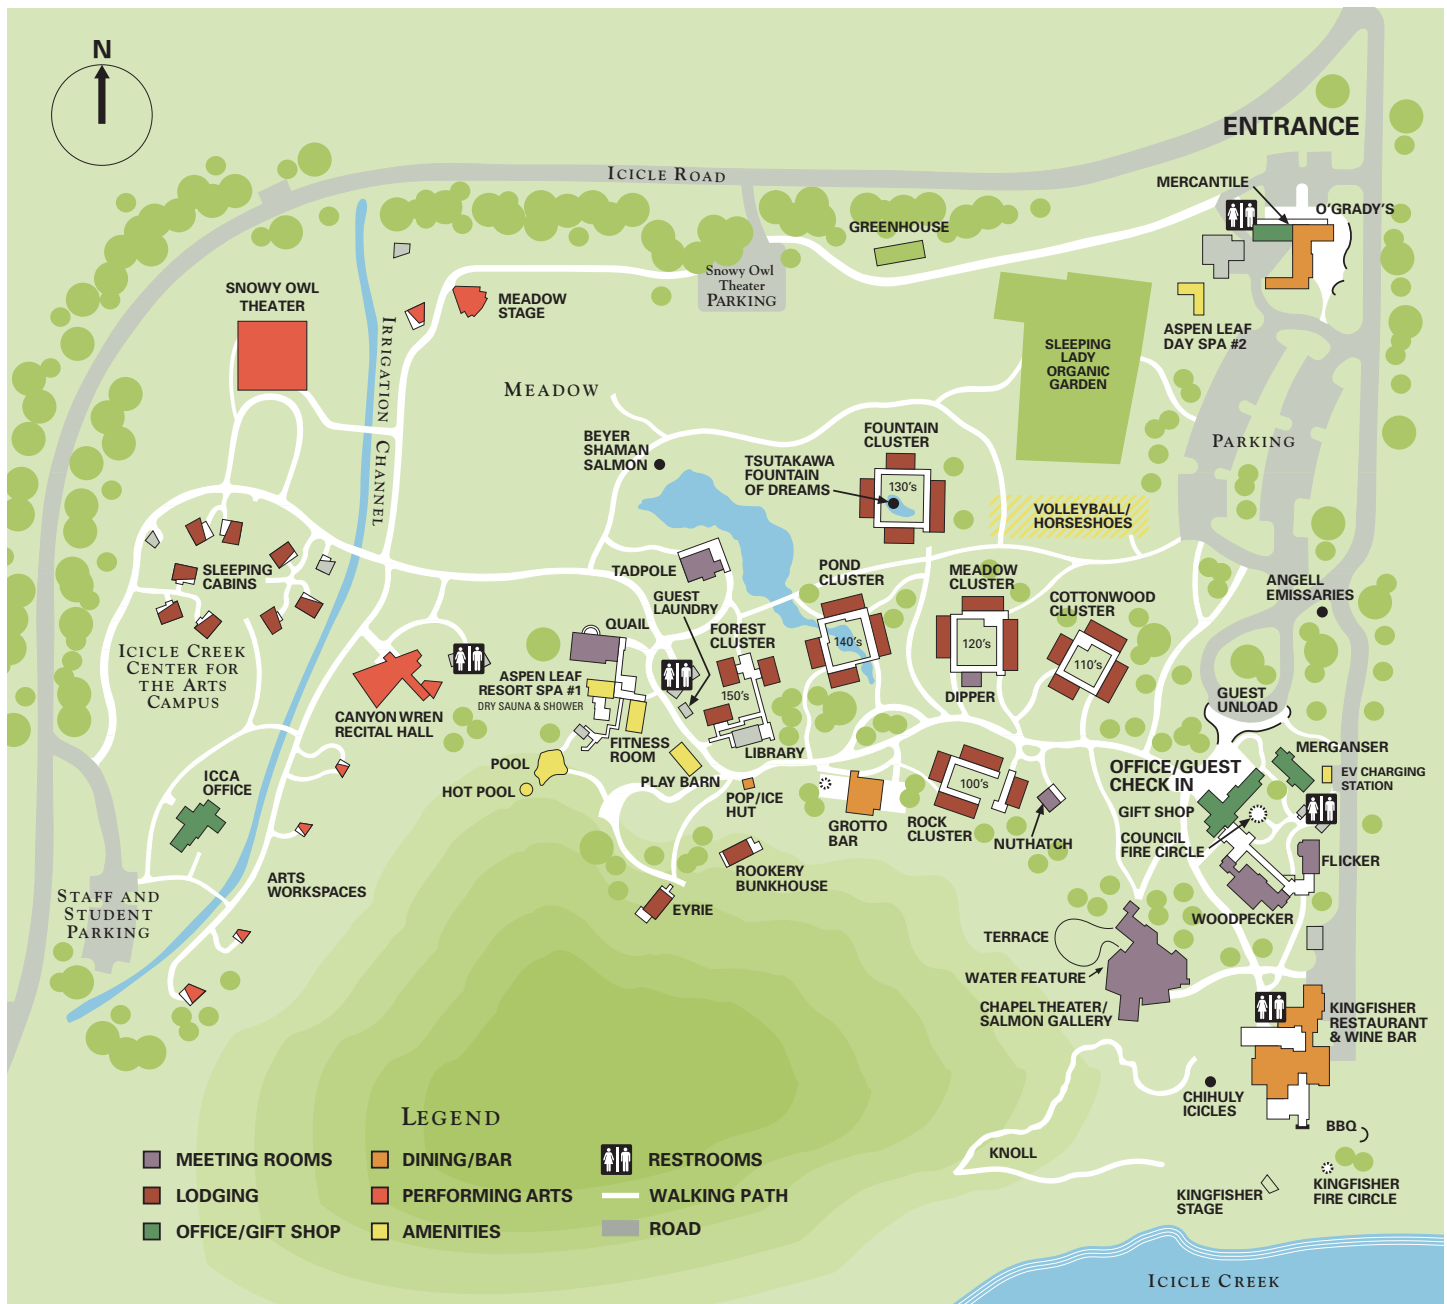 N
ENTRANCE
ICICLE ROAD
MERCANTILE
O'GRADY'S
GREENHOUSE
Snowy Owl
Theater
PARKING
SNOWY OWL
THEATER
MEADOW
STAGE
IRRIGATION CHANNEL
ASPEN LEAF
DAY SPA #2
SLEEPING
LADY
ORGANIC
GARDEN
MEADOW
PARKING
BEYER
SHAMAN
SALMON
FOUNTAIN
CLUSTER
TSUTAKAWA
FOUNTAIN
OF DREAMS
130's
VOLLEYBALL/
HORSESHOES
SLEEPING
CABINS
TADPOLE
GUEST
LAUNDRY
POND
CLUSTER
MEADOW
CLUSTER
COTTONWOOD
CLUSTER
ANGELL
EMISSARIES
QUAIL
FOREST
CLUSTER
140's
120's
110's
150's
ICICLE CREEK
CENTER FOR
THE ARTS
CAMPUS
ASPEN LEAF
RESORT SPA #1
DRY SAUNA & SHOWER
DIPPER
GUEST
UNLOAD
CANYON WREN
RECITAL HALL
FITNESS
ROOM
LIBRARY
MERGANSER
POOL
HOT POOL
PLAY BARN
POP/ICE
HUT
100's
OFFICE/GUEST
CHECK IN
EV CHARGING
STATION
ICCA
OFFICE
GIFT SHOP
GROTTO
BAR
ROCK
CLUSTER
NUTHATCH
COUNCIL
FIRE CIRCLE
FLICKER
ROOKERY
BUNKHOUSE
ARTS
WORKSPACES
EYRIE
WOODPECKER
STAFF AND
STUDENT
PARKING
TERRACE
WATER FEATURE
CHAPEL THEATER/
SALMON GALLERY
KINGFISHER
RESTAURANT
& WINE BAR
CHIHULY
ICICLES
BBQ
KNOLL
KINGFISHER
STAGE
KINGFISHER
FIRE CIRCLE
LEGEND
MEETING ROOMS
DINING/BAR
RESTROOMS
LODGING
PERFORMING ARTS
WALKING PATH
OFFICE/GIFT SHOP
AMENITIES
ROAD
ICICLE CREEK